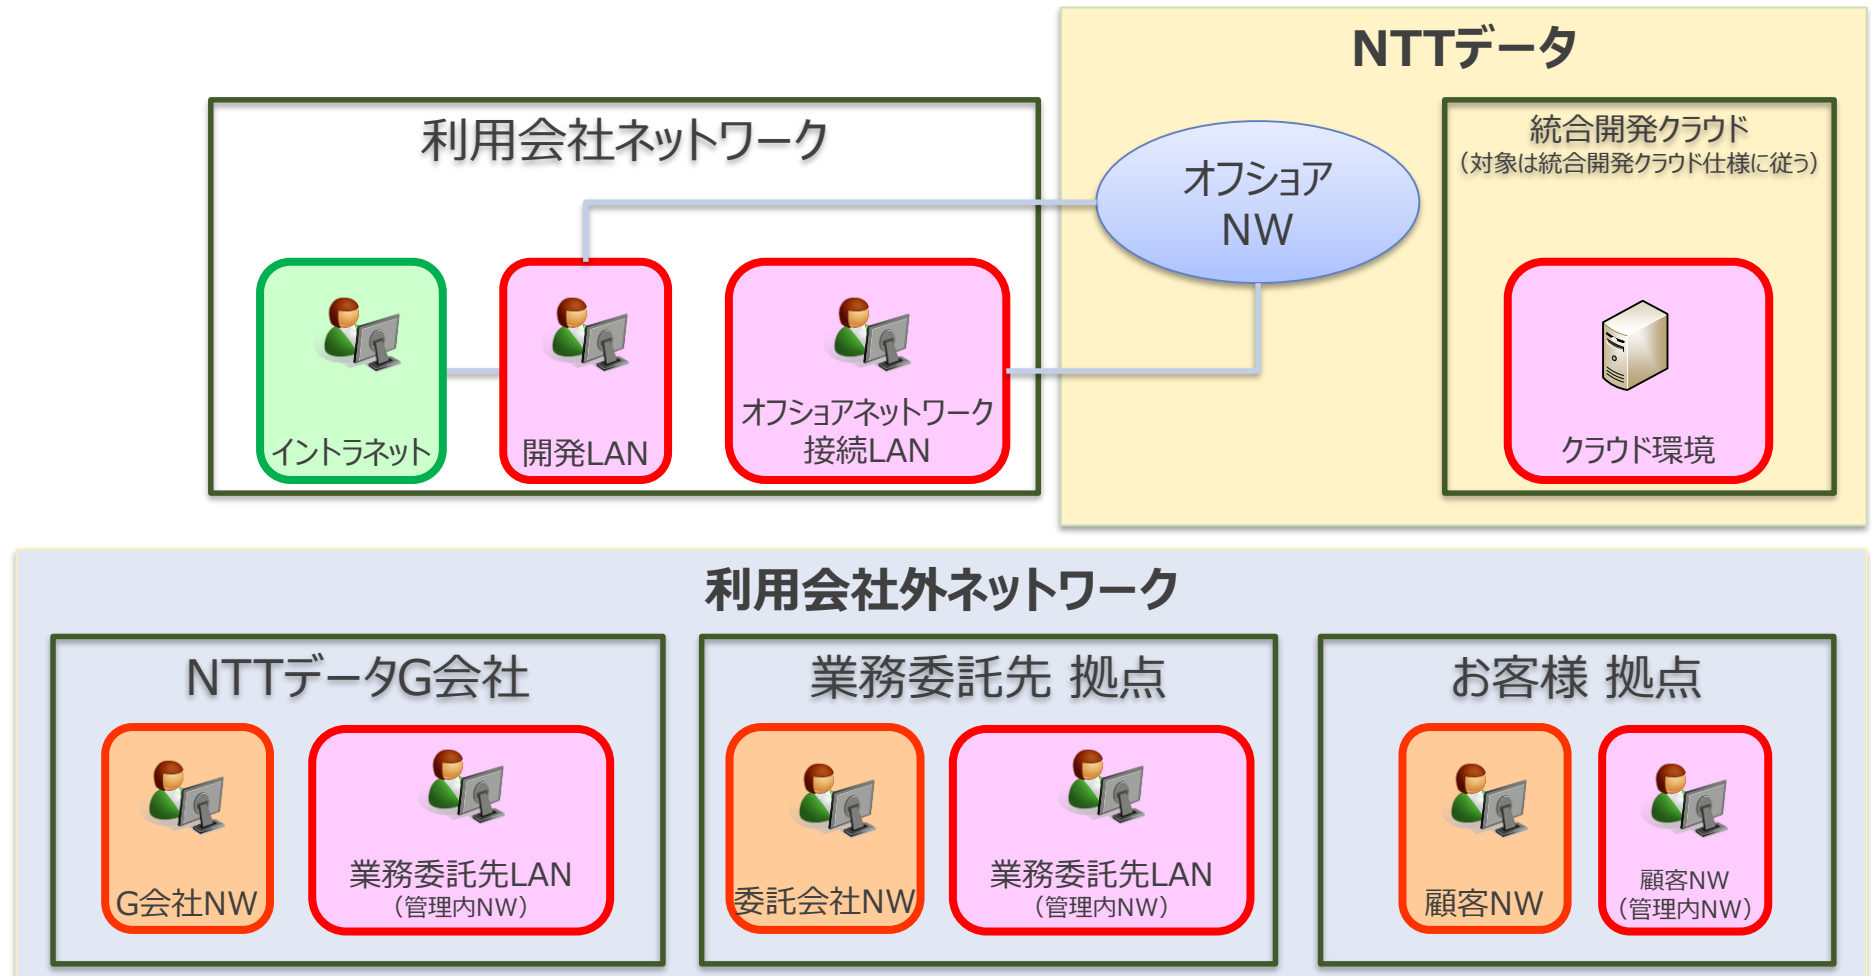 NTTデータ
利用会社ネットワーク
オフショア
NW
統合開発クラウド
（対象は統合開発クラウド仕様に従う）
イントラネット
開発LAN
オフショアネットワーク
接続LAN
クラウド環境
利用会社外ネットワーク
NTTデータG会社
G会社NW
業務委託先LAN
（管理内NW）
業務委託先 拠点
委託会社NW
業務委託先LAN
（管理内NW）
お客様 拠点
顧客NW
顧客NW
（管理内NW）